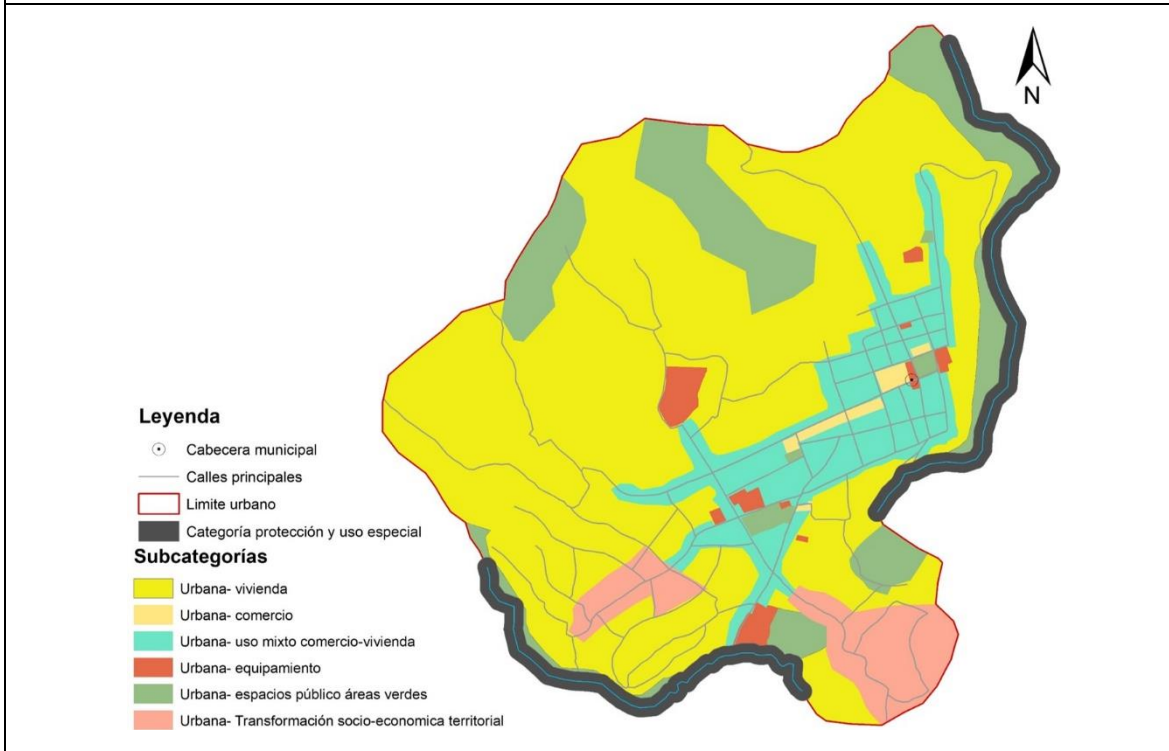 N
Leyenda
Cabecera municipal
Calles principales
Limite urbano
Categoría protección y uso especial
Subcategorías
Urbana- vivienda
Urbana- comercio
Urbana- uso mixto comercio-vivienda
Urbana- equipamiento
Urbana- espacios público áreas verdes
Urbana- Transformación socio-economica territorial